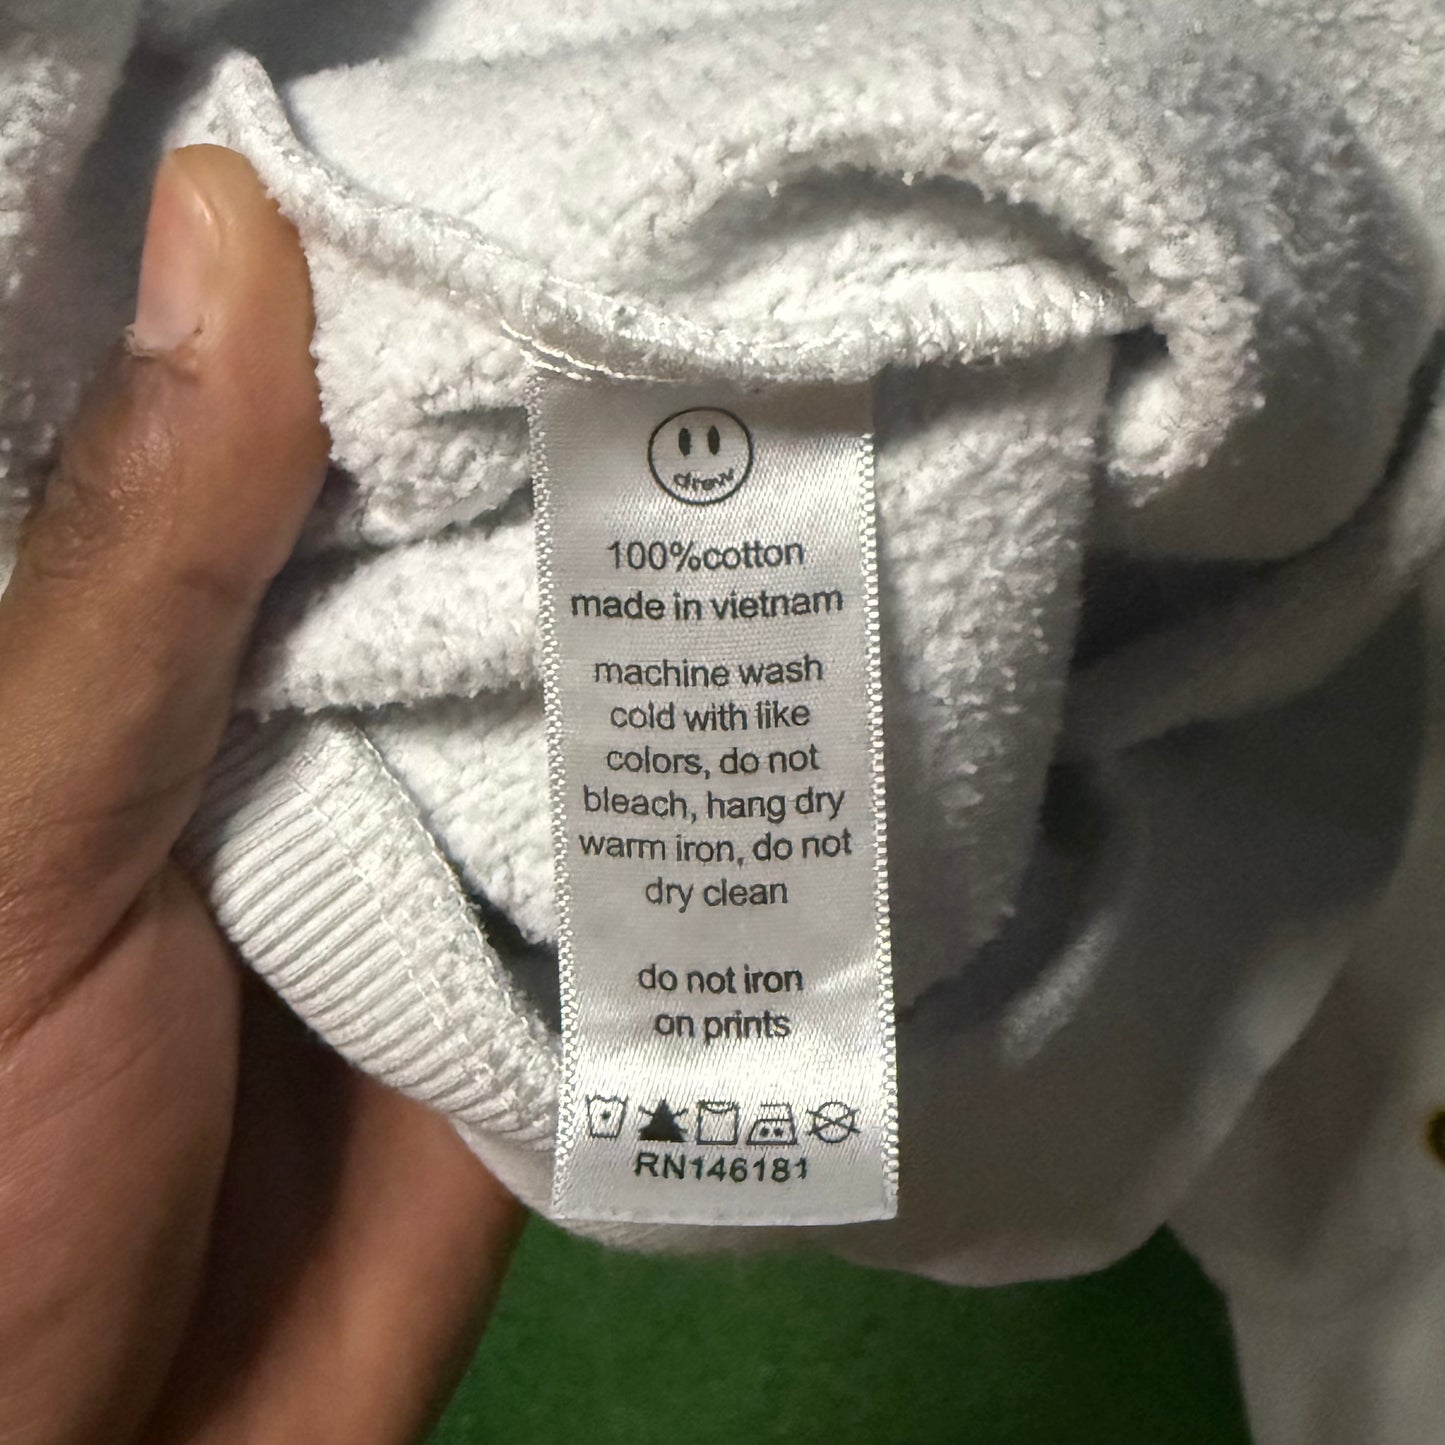 drew
100%cotton
made in vietnam
machine wash
cold with like
colors, do not
bleach, hang dry
warm iron, do not
dry clean
do not iron
on prints
RN146181